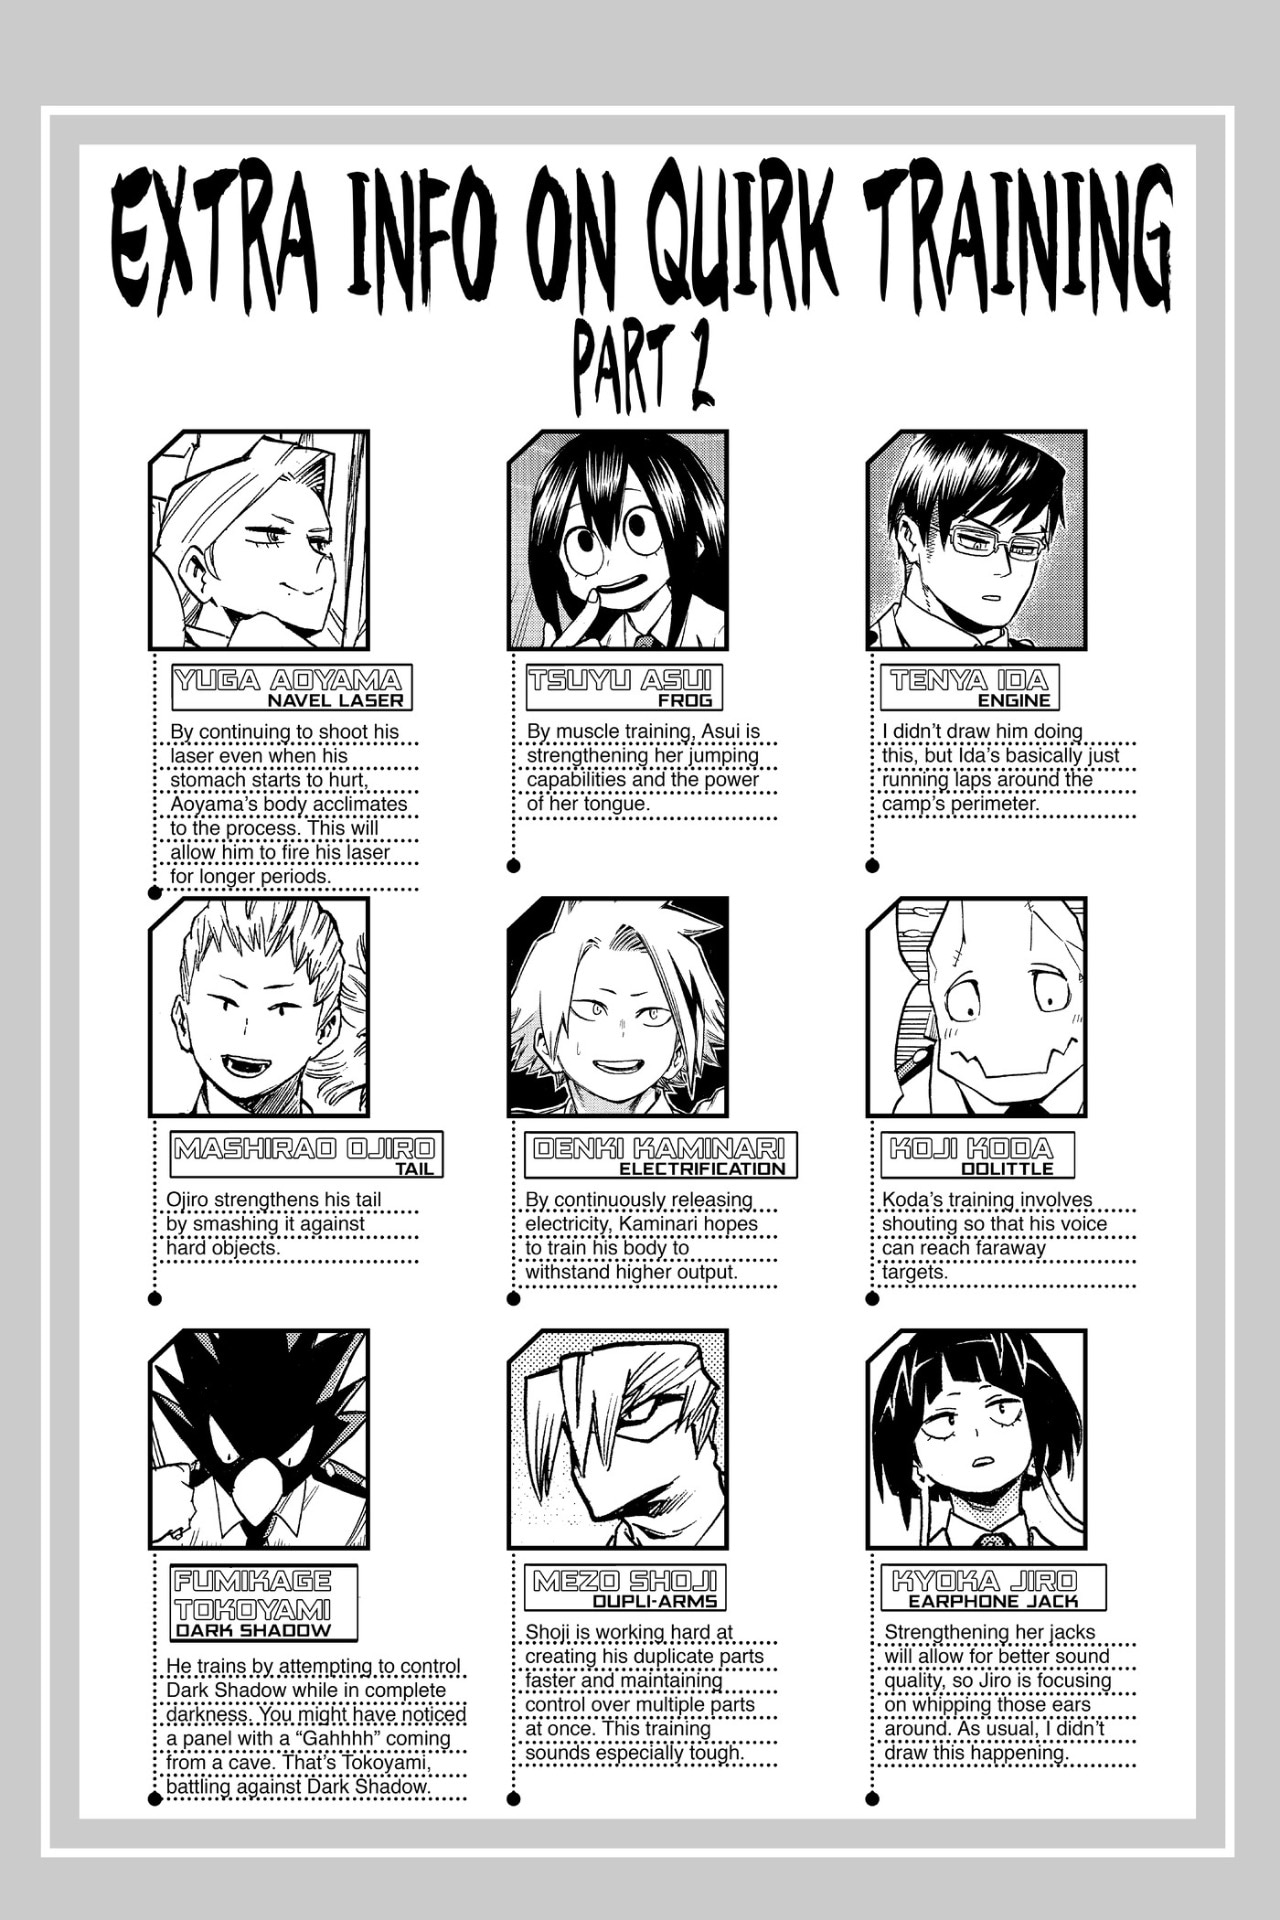 EXTRA INFO ON QUIRK TRAINING
PART 2
YUGA AOYAMA
NAVEL LASER
By continuing to shoot his
laser even when his
stomach starts to hurt,
Aoyama's body acclimates
to the process. This will
allow him to fire his laser
for longer periods.
TSUYU ASUI
FROG
By muscle training, Asui is
strengthening her jumping
capabilities and the power
of her tongue.
TENYA IDA
ENGINE
I didn't draw him doing
this, but Ida's basically just
running laps around the
camp's perimeter.
MASHIRAO OJIRO
TAIL
Ojiro strengthens his tail
by smashing it against
hard objects.
DENKI KAMINARI
ELECTRIFICATION
By continuously releasing
electricity, Kaminari hopes
to train his body to
withstand higher output.
KOJI KODA
DOLITTLE
Koda's training involves
shouting so that his voice
can reach faraway
targets.
FUMIKAGE
TOKOYAMI
DARK SHADOW
He trains by attempting to control
Dark Shadow while in complete
darkness. You might have noticed
a panel with a “Gahhhh” coming
from a cave. That's Tokoyami,
battling against Dark Shadow.
MEZO SHOJI
DUPLI-ARMS
Shoji is working hard at
creating his duplicate parts
faster and maintaining
control over multiple parts
at once. This training
sounds especially tough.
KYOKA JIRO
EARPHONE JACK
Strengthening her jacks
will allow for better sound
quality, so Jiro is focusing
on whipping those ears
around. As usual, I didn't
draw this happening.